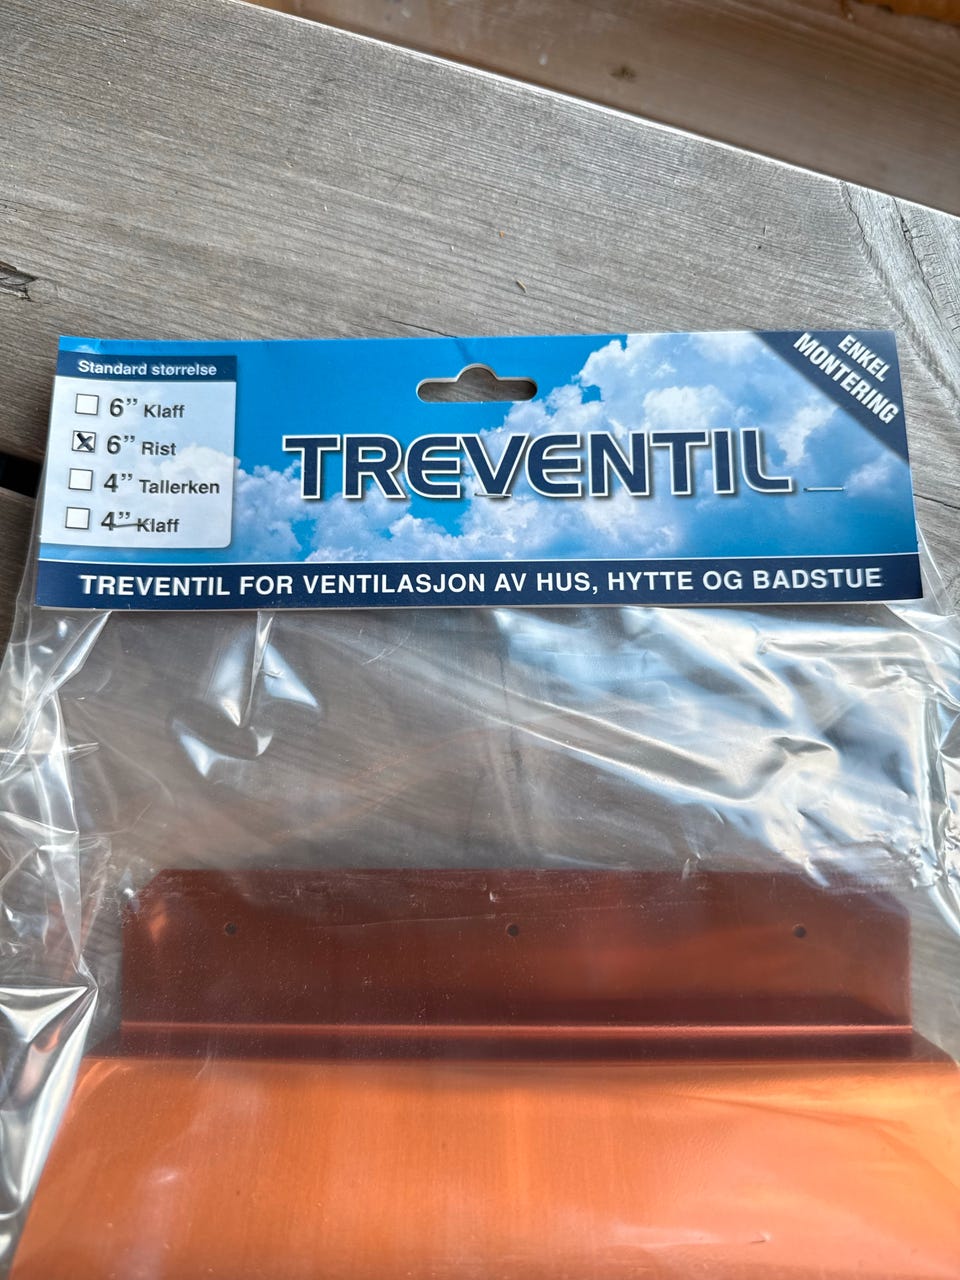 Standard størrelse
6” Klaff
6” Rist
4” Tallerken
4” Klaff
TREVENTIL
ENKEL
MONTERING
TREVENTIL FOR VENTILASJON AV HUS, HYTTE OG BADSTUE